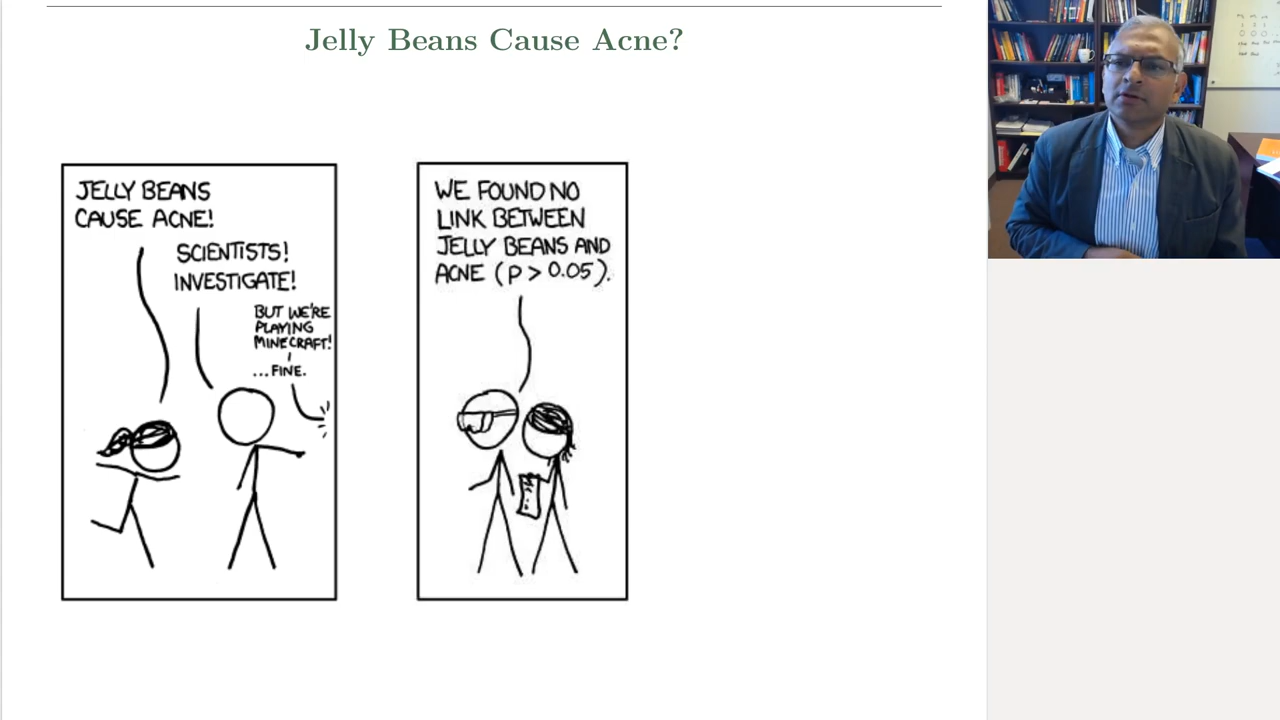 Jelly Beans Cause Acne?
JELLY BEANS
CAUSE ACNE!
SCIENTISTS!
INVESTIGATE!
BUT WE'RE
PLAYING
MINECRAFT!
...FINE.
WE FOUND NO
LINK BETWEEN
JELLY BEANS AND
ACNE (P > 0.05).